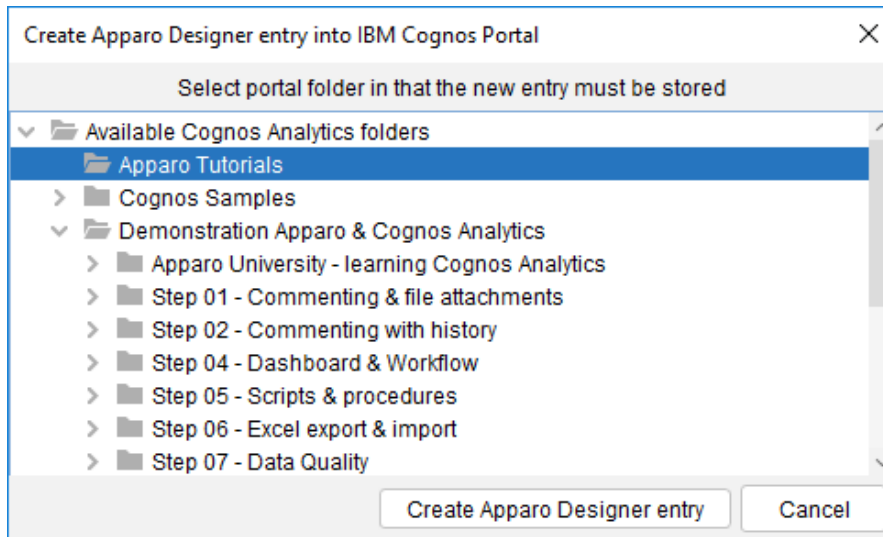 Create Apparo Designer entry into IBM Cognos Portal
Select portal folder in that the new entry must be stored
Available Cognos Analytics folders
Apparo Tutorials
Cognos Samples
Demonstration Apparo & Cognos Analytics
Apparo University - learning Cognos Analytics
Step 01 - Commenting & file attachments
Step 02 - Commenting with history
Step 04 - Dashboard & Workflow
Step 05 - Scripts & procedures
Step 06 - Excel export & import
Step 07 - Data Quality
Create Apparo Designer entry Cancel